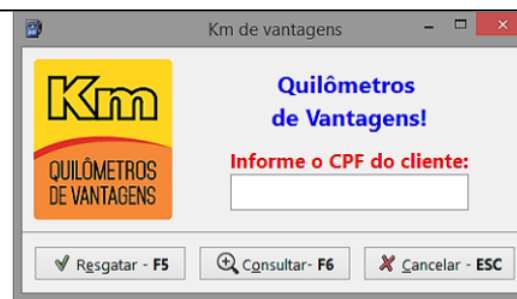 Km de vantagens
Km
QUILÔMETROS
DE VANTAGENS
Quilômetros
de Vantagens!
Informe o CPF do cliente:
Resgatar - F5
Consultar- F6
Cancelar - ESC